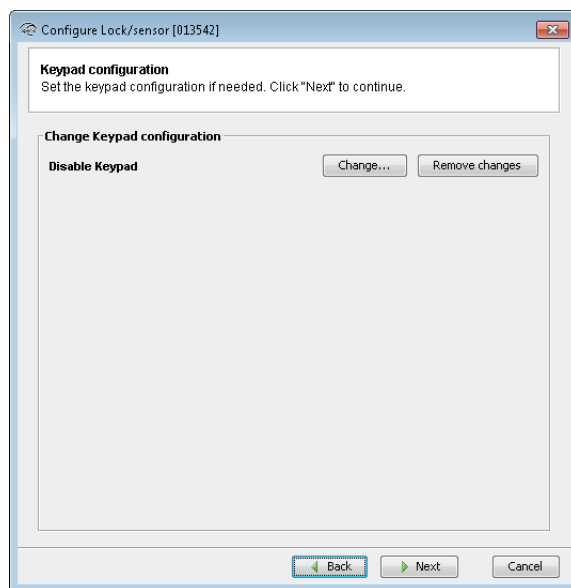 Configure Lock/sensor [013542]
Keypad configuration
Set the keypad configuration if needed. Click "Next" to continue.
Change Keypad configuration
Disable Keypad Change... Remove changes
Back Next Cancel